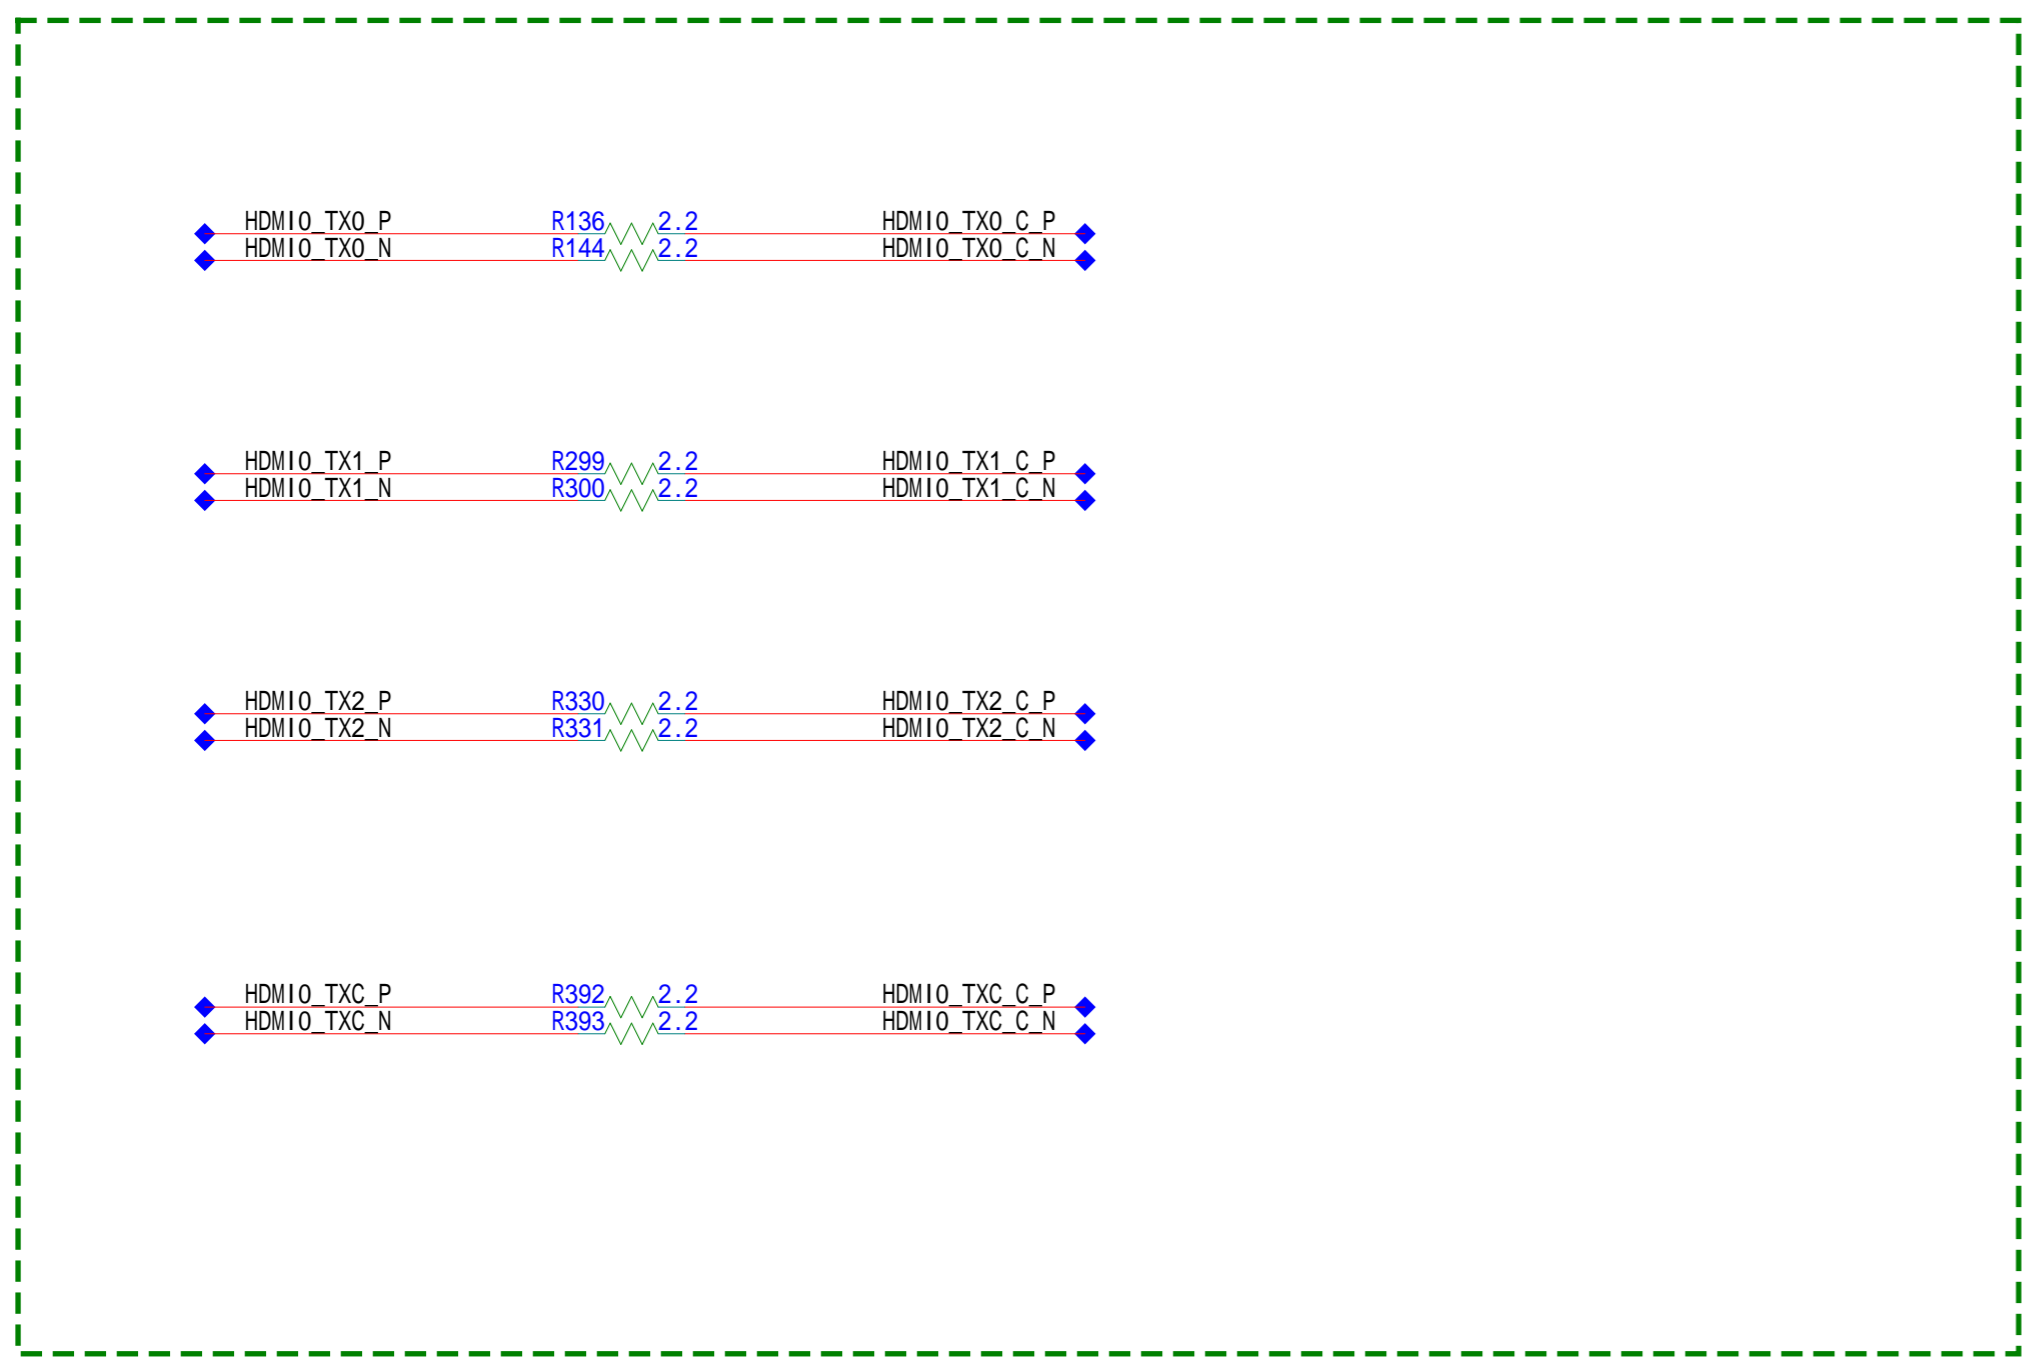 HDMI0_TX0_P R136 2.2 HDMI0_TX0_C_P
HDMI0_TX0_N R144 2.2 HDMI0_TX0_C_N
HDMI0_TX1_P R299 2.2 HDMI0_TX1_C_P
HDMI0_TX1_N R300 2.2 HDMI0_TX1_C_N
HDMI0_TX2_P R330 2.2 HDMI0_TX2_C_P
HDMI0_TX2_N R331 2.2 HDMI0_TX2_C_N
HDMI0_TXC_P R392 2.2 HDMI0_TXC_C_P
HDMI0_TXC_N R393 2.2 HDMI0_TXC_C_N